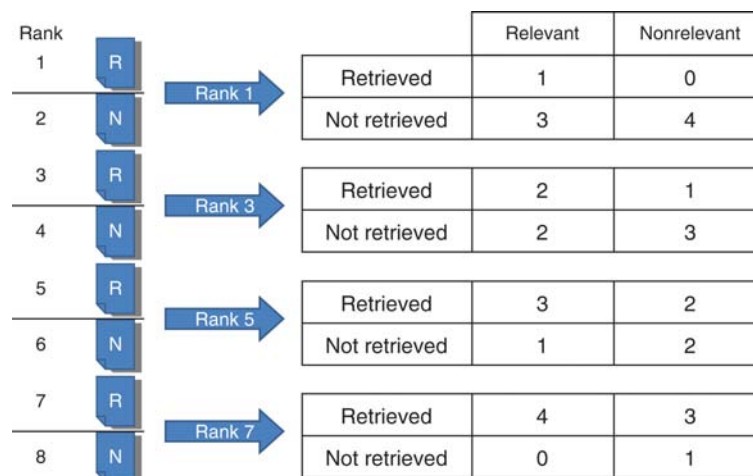 Rank
Relevant Nonrelevant
1 R
Rank 1
Retrieved 1 0
2 N
Not retrieved 3 4
3 R
Rank 3
Retrieved 2 1
4 N
Not retrieved 2 3
5 R
Rank 5
Retrieved 3 2
6 N
Not retrieved 1 2
7 R
Rank 7
Retrieved 4 3
8 N
Not retrieved 0 1